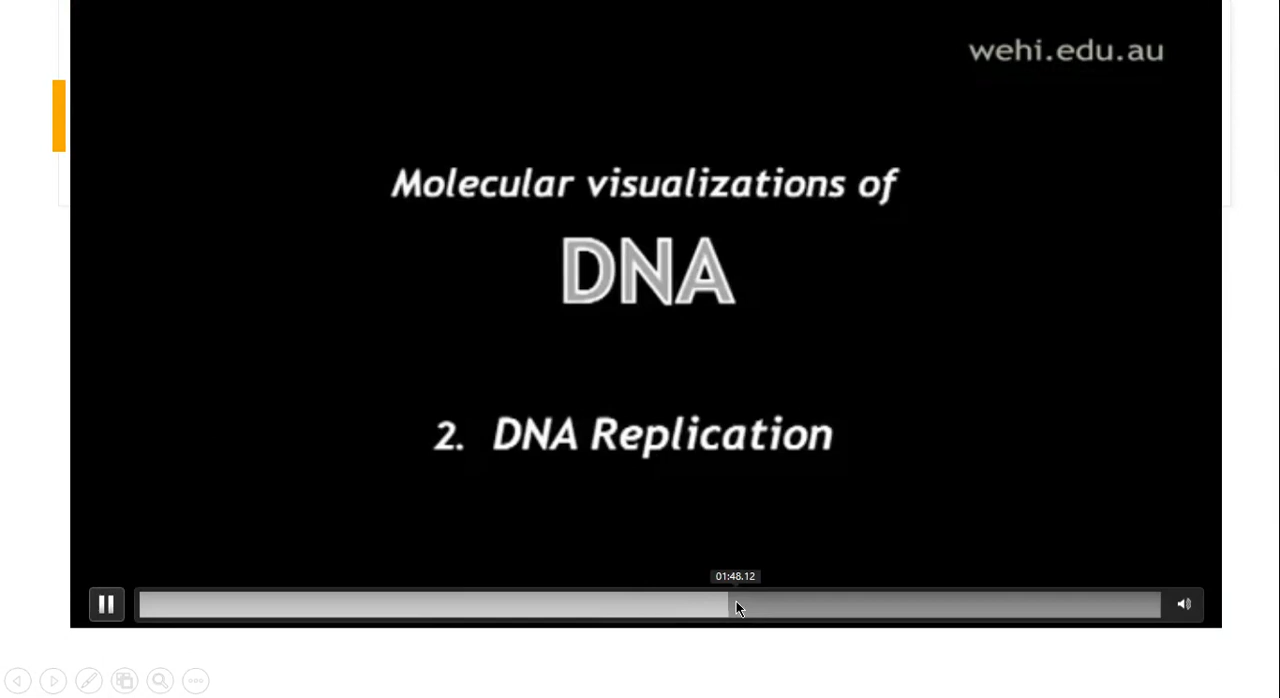 wehi.edu.au
Molecular visualizations of
DNA
2. DNA Replication
01:48.12